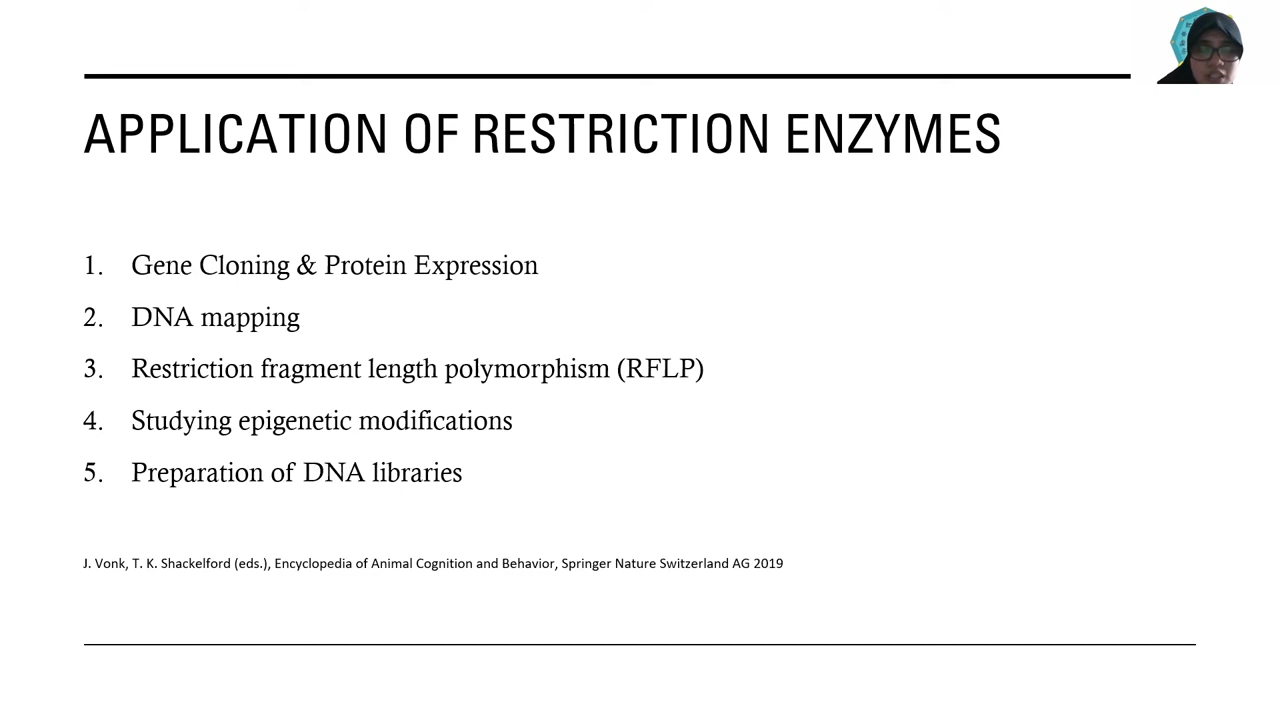 APPLICATION OF RESTRICTION ENZYMES
1. Gene Cloning & Protein Expression
2. DNA mapping
3. Restriction fragment length polymorphism (RFLP)
4. Studying epigenetic modifications
5. Preparation of DNA libraries
J. Vonk, T. K. Shackelford (eds.), Encyclopedia of Animal Cognition and Behavior, Springer Nature Switzerland AG 2019